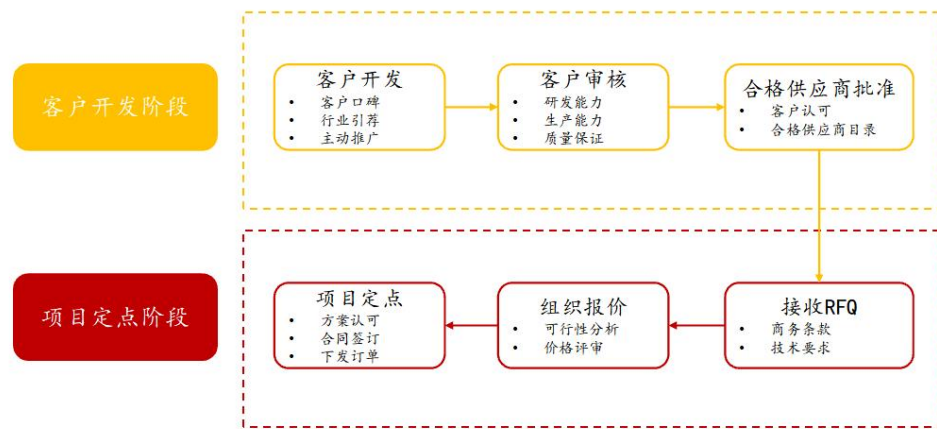 客户开发阶段
客户开发
• 客户口碑
• 行业引荐
• 主动推广
客户审核
• 研发能力
• 生产能力
• 质量保证
合格供应商批准
• 客户认可
• 合格供应商目录
项目定点阶段
项目定点
• 方案认可
• 合同签订
• 下发订单
组织报价
• 可行性分析
• 价格评审
接收RFQ
• 商务条款
• 技术要求